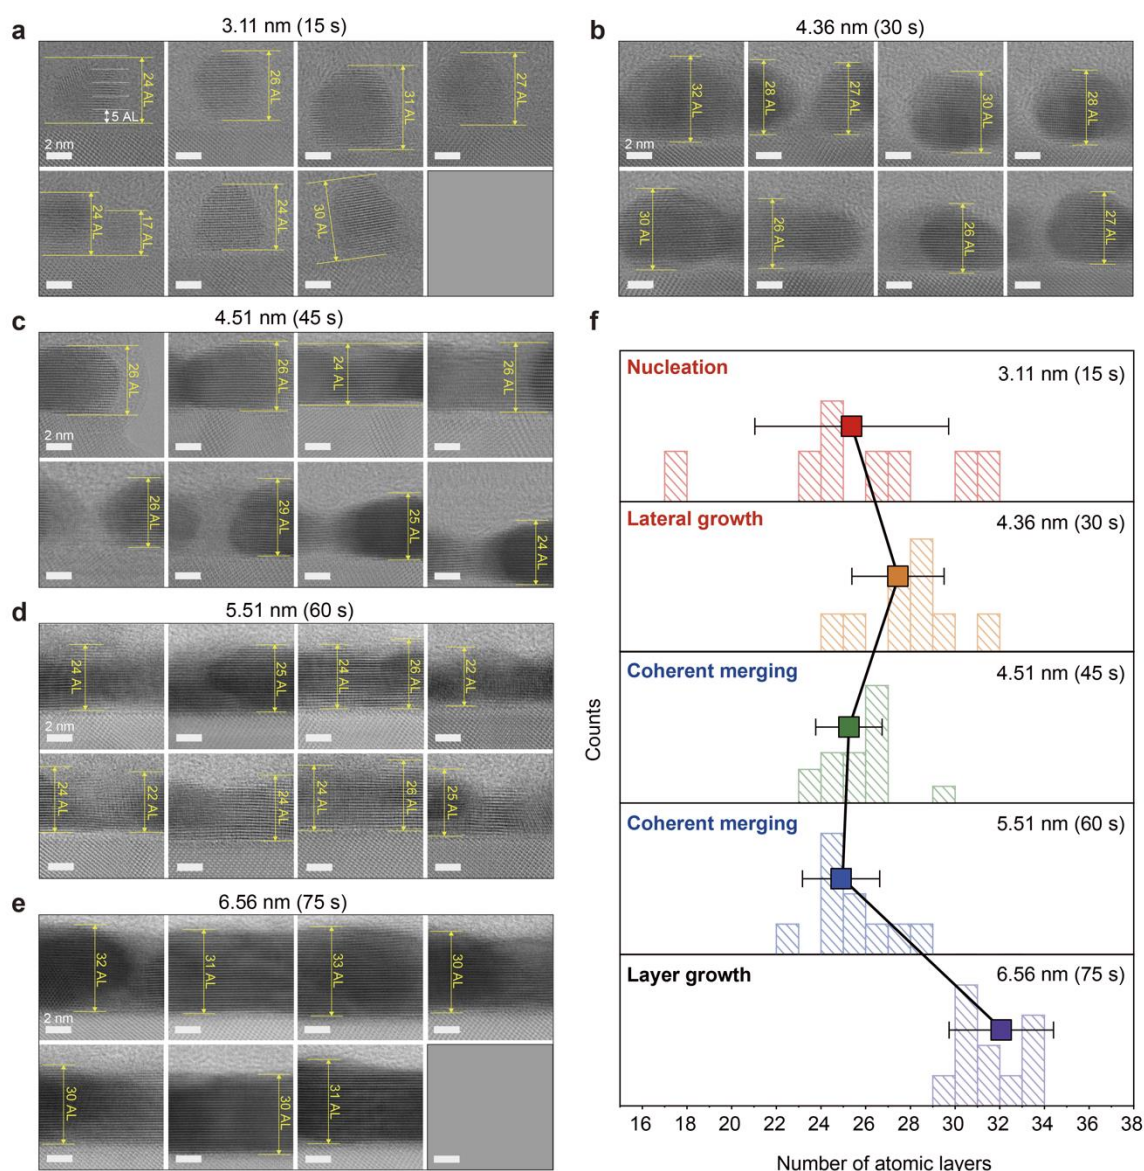 a
3.11 nm (15 s)
24 AL
5 AL
2 nm
26 AL
31 AL
27 AL
24 AL
17 AL
24 AL
30 AL
b
4.36 nm (30 s)
32 AL
2 nm
28 AL
27 AL
30 AL
28 AL
30 AL
26 AL
26 AL
27 AL
c
4.51 nm (45 s)
26 AL
2 nm
26 AL
24 AL
26 AL
26 AL
29 AL
25 AL
24 AL
d
5.51 nm (60 s)
24 AL
2 nm
25 AL
24 AL
26 AL
22 AL
24 AL
22 AL
24 AL
24 AL
26 AL
25 AL
e
6.56 nm (75 s)
32 AL
2 nm
31 AL
33 AL
30 AL
30 AL
30 AL
31 AL
f
Nucleation
3.11 nm (15 s)
Lateral growth
4.36 nm (30 s)
Coherent merging
4.51 nm (45 s)
Coherent merging
5.51 nm (60 s)
Layer growth
6.56 nm (75 s)
Counts
16 18 20 22 24 26 28 30 32 34 36 38
Number of atomic layers